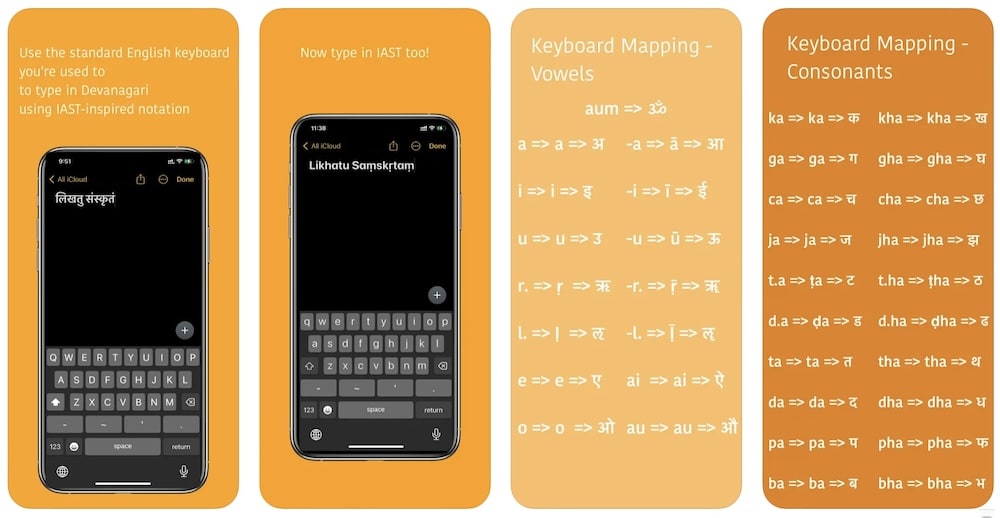 Use the standard English keyboard
you're used to
to type in Devanagari
using IAST-inspired notation
9:51
All iCloud
Done
लिखतु संस्कृतं
Q W E R T Y U I O P
A S D F G H J K L
Z X C V B N M
- ~ ' .
123 space return
Now type in IAST too!
11:38
All iCloud
Done
Likhatu Saṃskṛtaṃ
q w e r t y u i o p
a s d f g h j k l
z x c v b n m
- ~ ' .
123 space return
Keyboard Mapping -
Vowels
aum => ॐ
a => a => अ -a => ā => आ
i => i => इ -i => ī => ई
u => u => उ -u => ū => ऊ
r. => ṛ => ऋ -r. => ṝ => ॠ
l. => ḷ => ऌ -l. => ḹ => ॡ
e => e => ए ai => ai => ऐ
o => o => ओ au => au => औ
Keyboard Mapping -
Consonants
ka => ka => क kha => kha => ख
ga => ga => ग gha => gha => घ
ca => ca => च cha => cha => छ
ja => ja => ज jha => jha => झ
t.a => ṭa => ट t.ha => ṭha => ठ
d.a => ḍa => ड d.ha => ḍha => ढ
ta => ta => त tha => tha => थ
da => da => द dha => dha => ध
pa => pa => प pha => pha => फ
ba => ba => ब bha => bha => भ